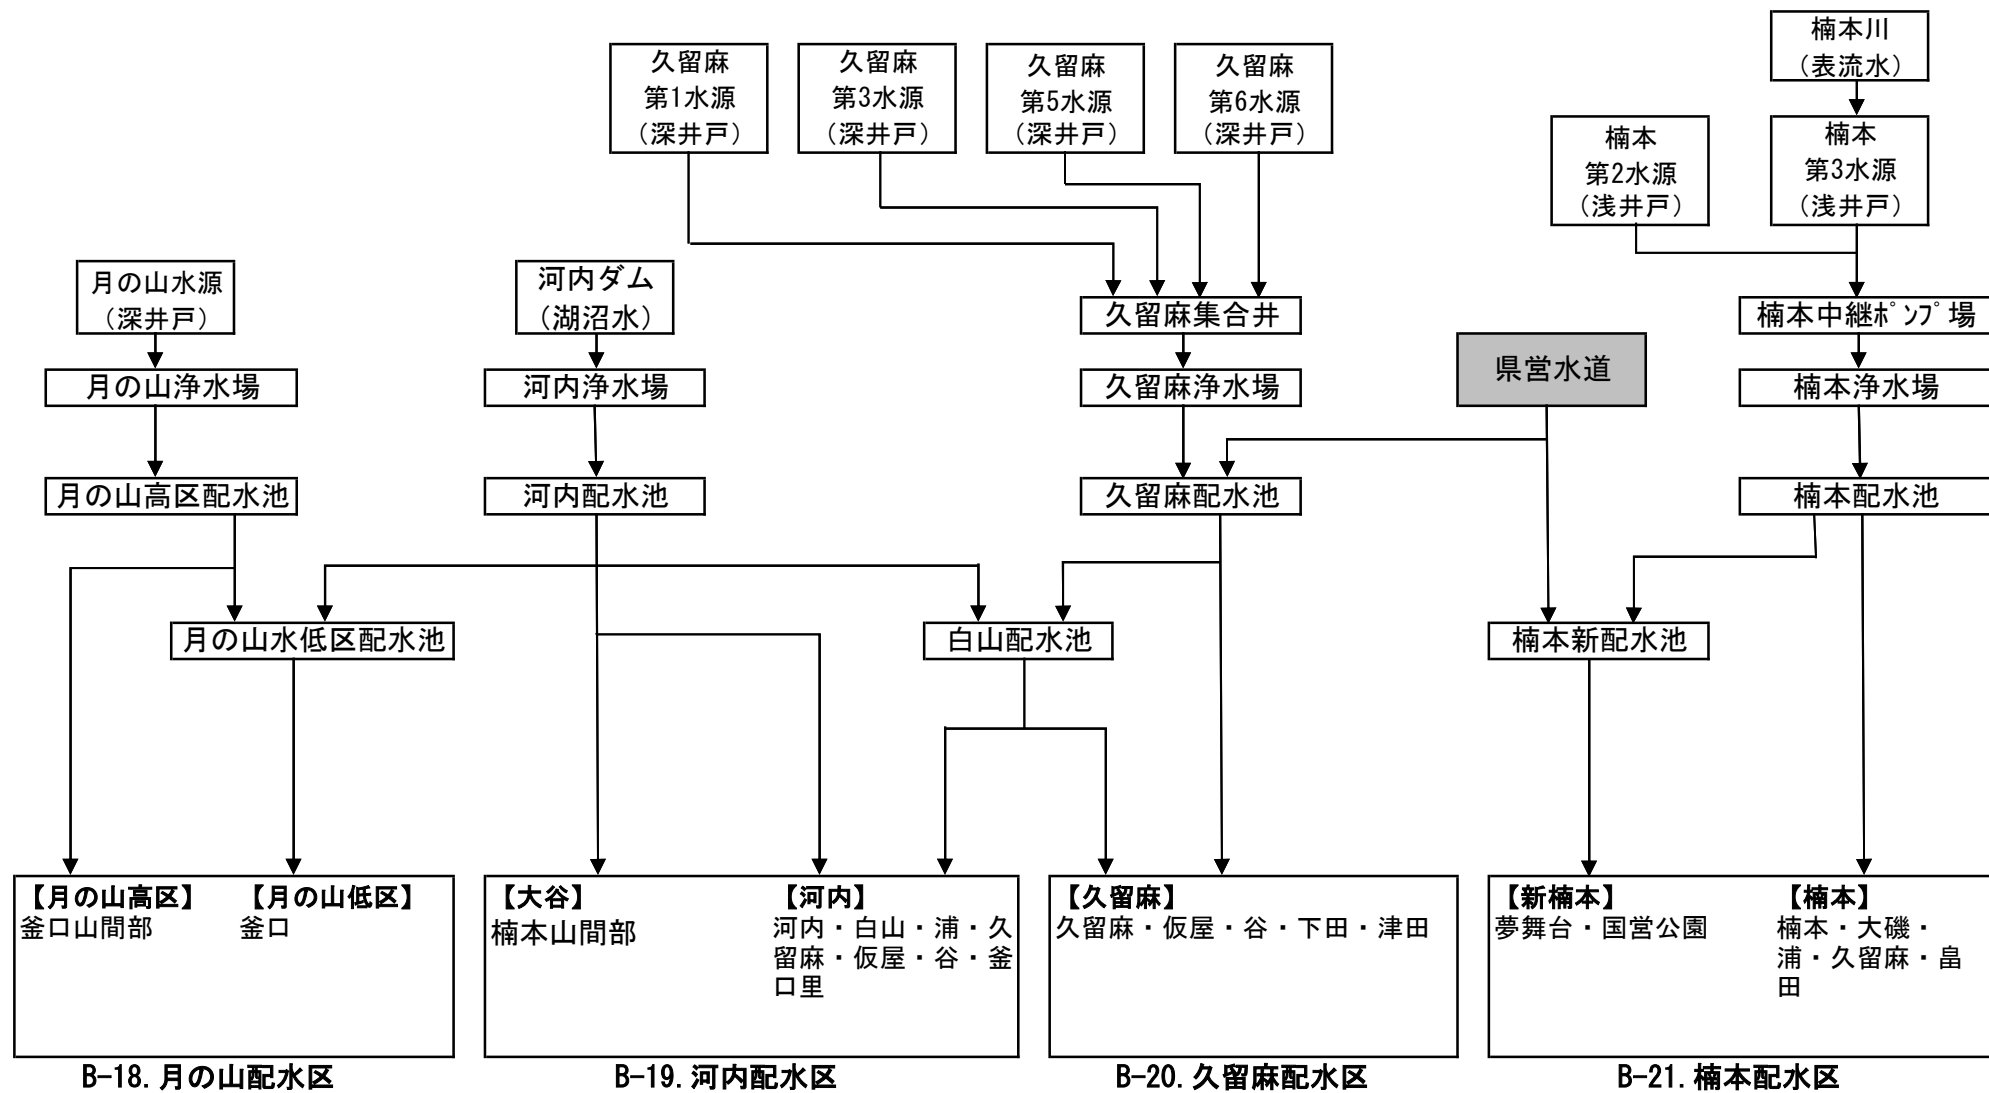 楠本川
（表流水）
久留麻
第1水源
（深井戸）
久留麻
第3水源
（深井戸）
久留麻
第5水源
（深井戸）
久留麻
第6水源
（深井戸）
楠本
第2水源
（浅井戸）
楠本
第3水源
（浅井戸）
月の山水源
（深井戸）
河内ダム
（湖沼水）
久留麻集合井
楠本中継ﾎﾟﾝﾌﾟ場
県営水道
月の山浄水場
河内浄水場
久留麻浄水場
楠本浄水場
月の山高区配水池
河内配水池
久留麻配水池
楠本配水池
月の山水低区配水池
白山配水池
楠本新配水池
【月の山高区】
釜口山間部
【月の山低区】
釜口
【大谷】
楠本山間部
【河内】
河内・白山・浦・久
留麻・仮屋・谷・釜
口里
【久留麻】
久留麻・仮屋・谷・下田・津田
【新楠本】
夢舞台・国営公園
【楠本】
楠本・大磯・
浦・久留麻・畠
田
B-18.月の山配水区
B-19.河内配水区
B-20.久留麻配水区
B-21.楠本配水区